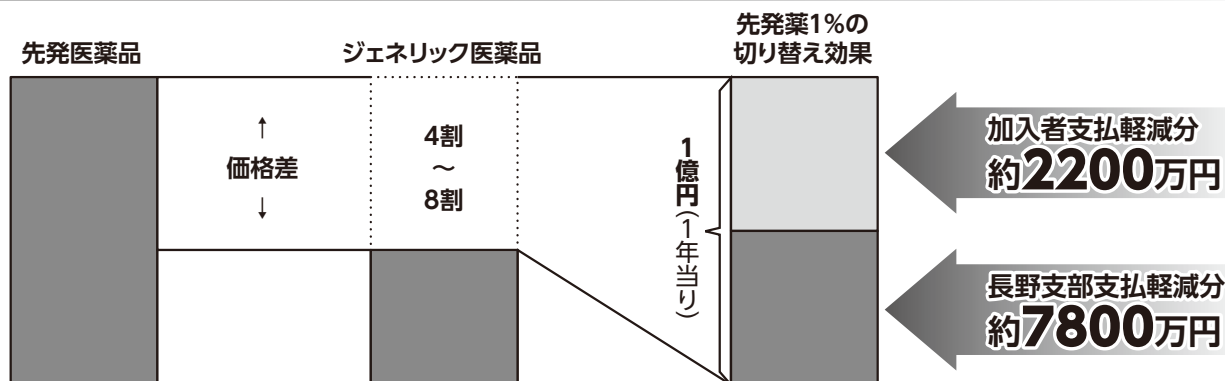 先発医薬品
ジェネリック医薬品
先発薬1%の
切り替え効果
↑
価格差
↓
4割
～
8割
1億円(1年当り)
加入者支払軽減分
約2200万円
長野支部支払軽減分
約7800万円